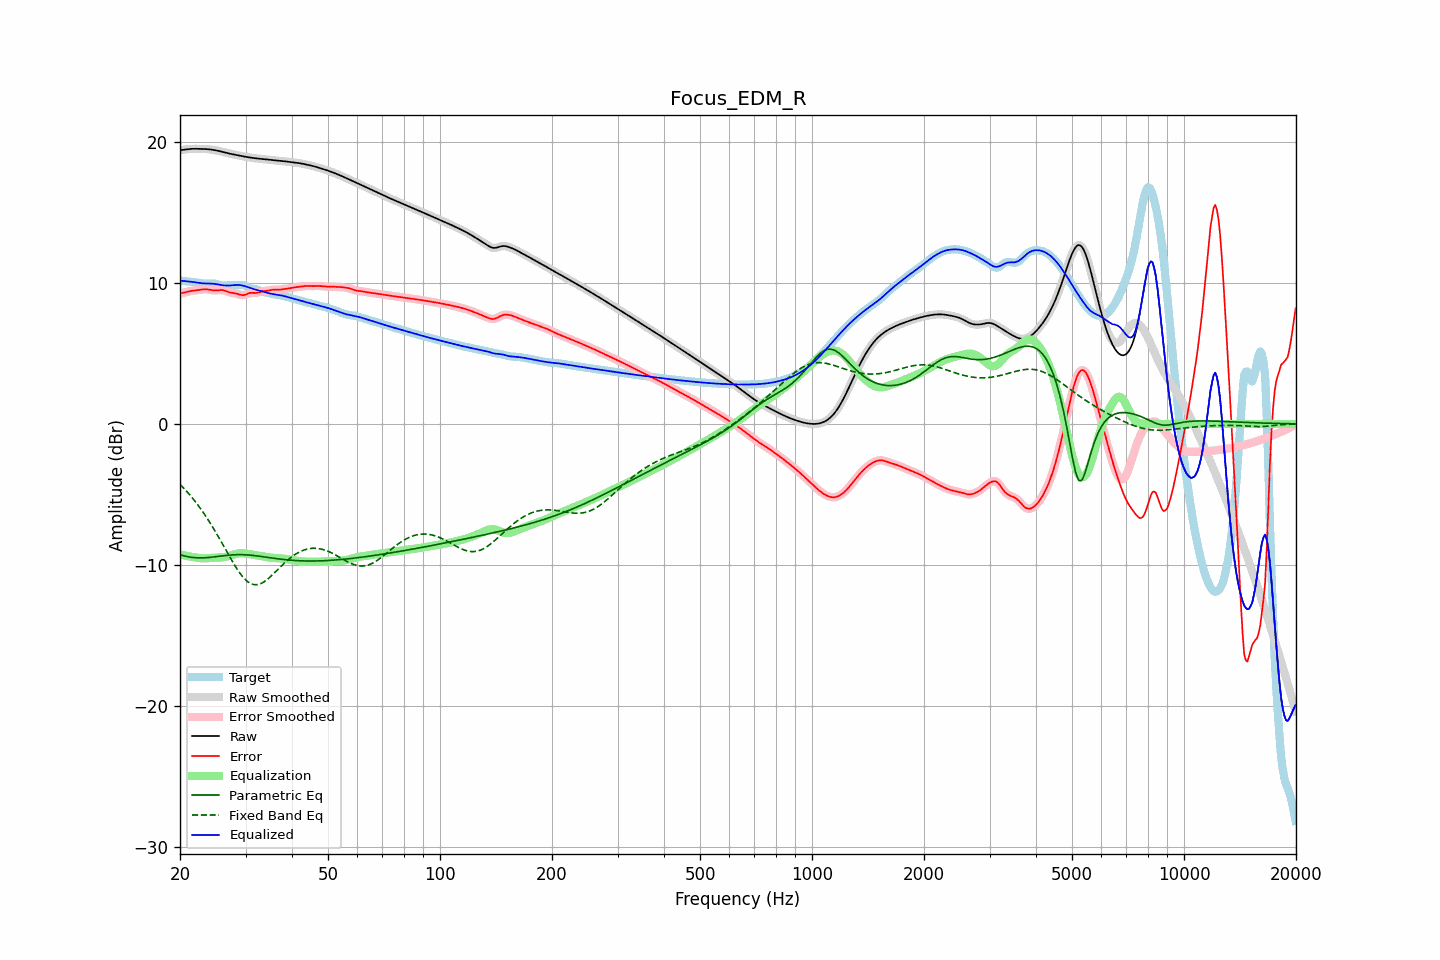 Focus_EDM_R
20
10
0
−10
−20
−30
Amplitude (dBr)
Target
Raw Smoothed
Error Smoothed
Raw
Error
Equalization
Parametric Eq
Fixed Band Eq
Equalized
20 50 100 200 500 1000 2000 5000 10000 20000
Frequency (Hz)